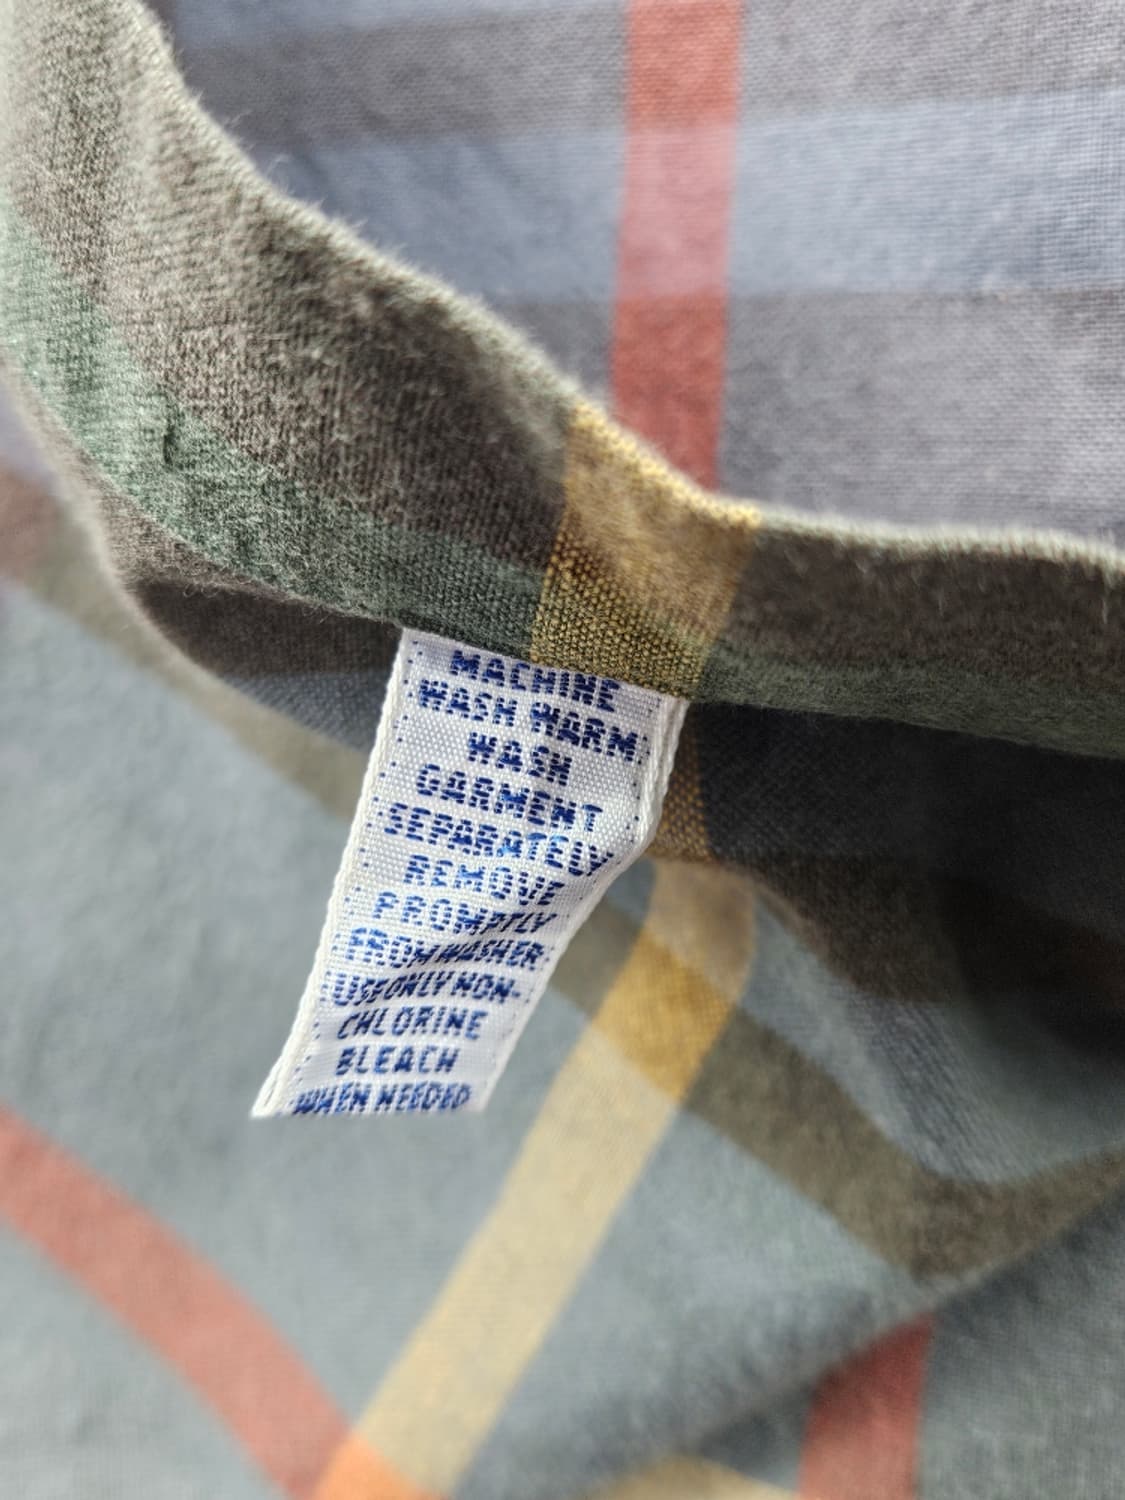 MACHINE
WASH WARM
WASH
GARMENT
SEPARATELY
REMOVE
PROMPTLY
FROM WASHER
USE ONLY NON-
CHLORINE
BLEACH
WHEN NEEDED